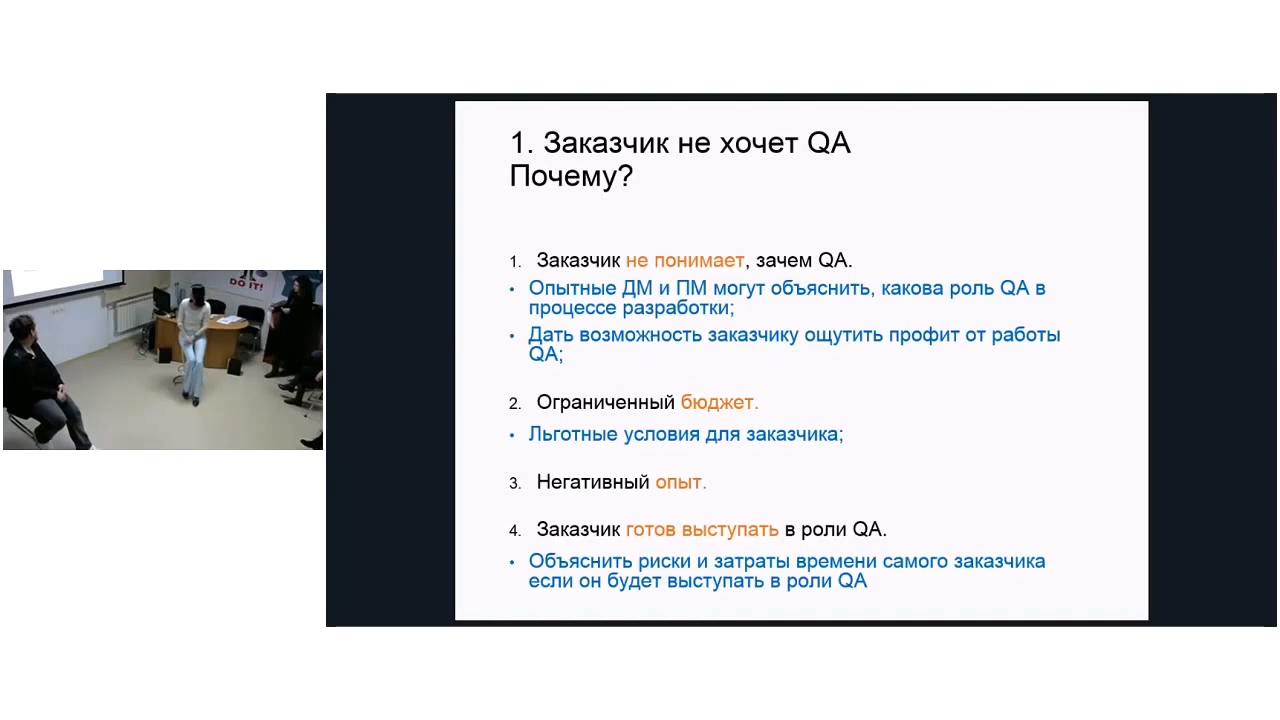 1. Заказчик не хочет QA
Почему?
1. Заказчик не понимает, зачем QA.
• Опытные ДМ и ПМ могут объяснить, какова роль QA в
процессе разработки;
• Дать возможность заказчику ощутить профит от работы
QA;
2. Ограниченный бюджет.
• Льготные условия для заказчика;
3. Негативный опыт.
4. Заказчик готов выступать в роли QA.
• Объяснить риски и затраты времени самого заказчика
если он будет выступать в роли QA
DO IT!